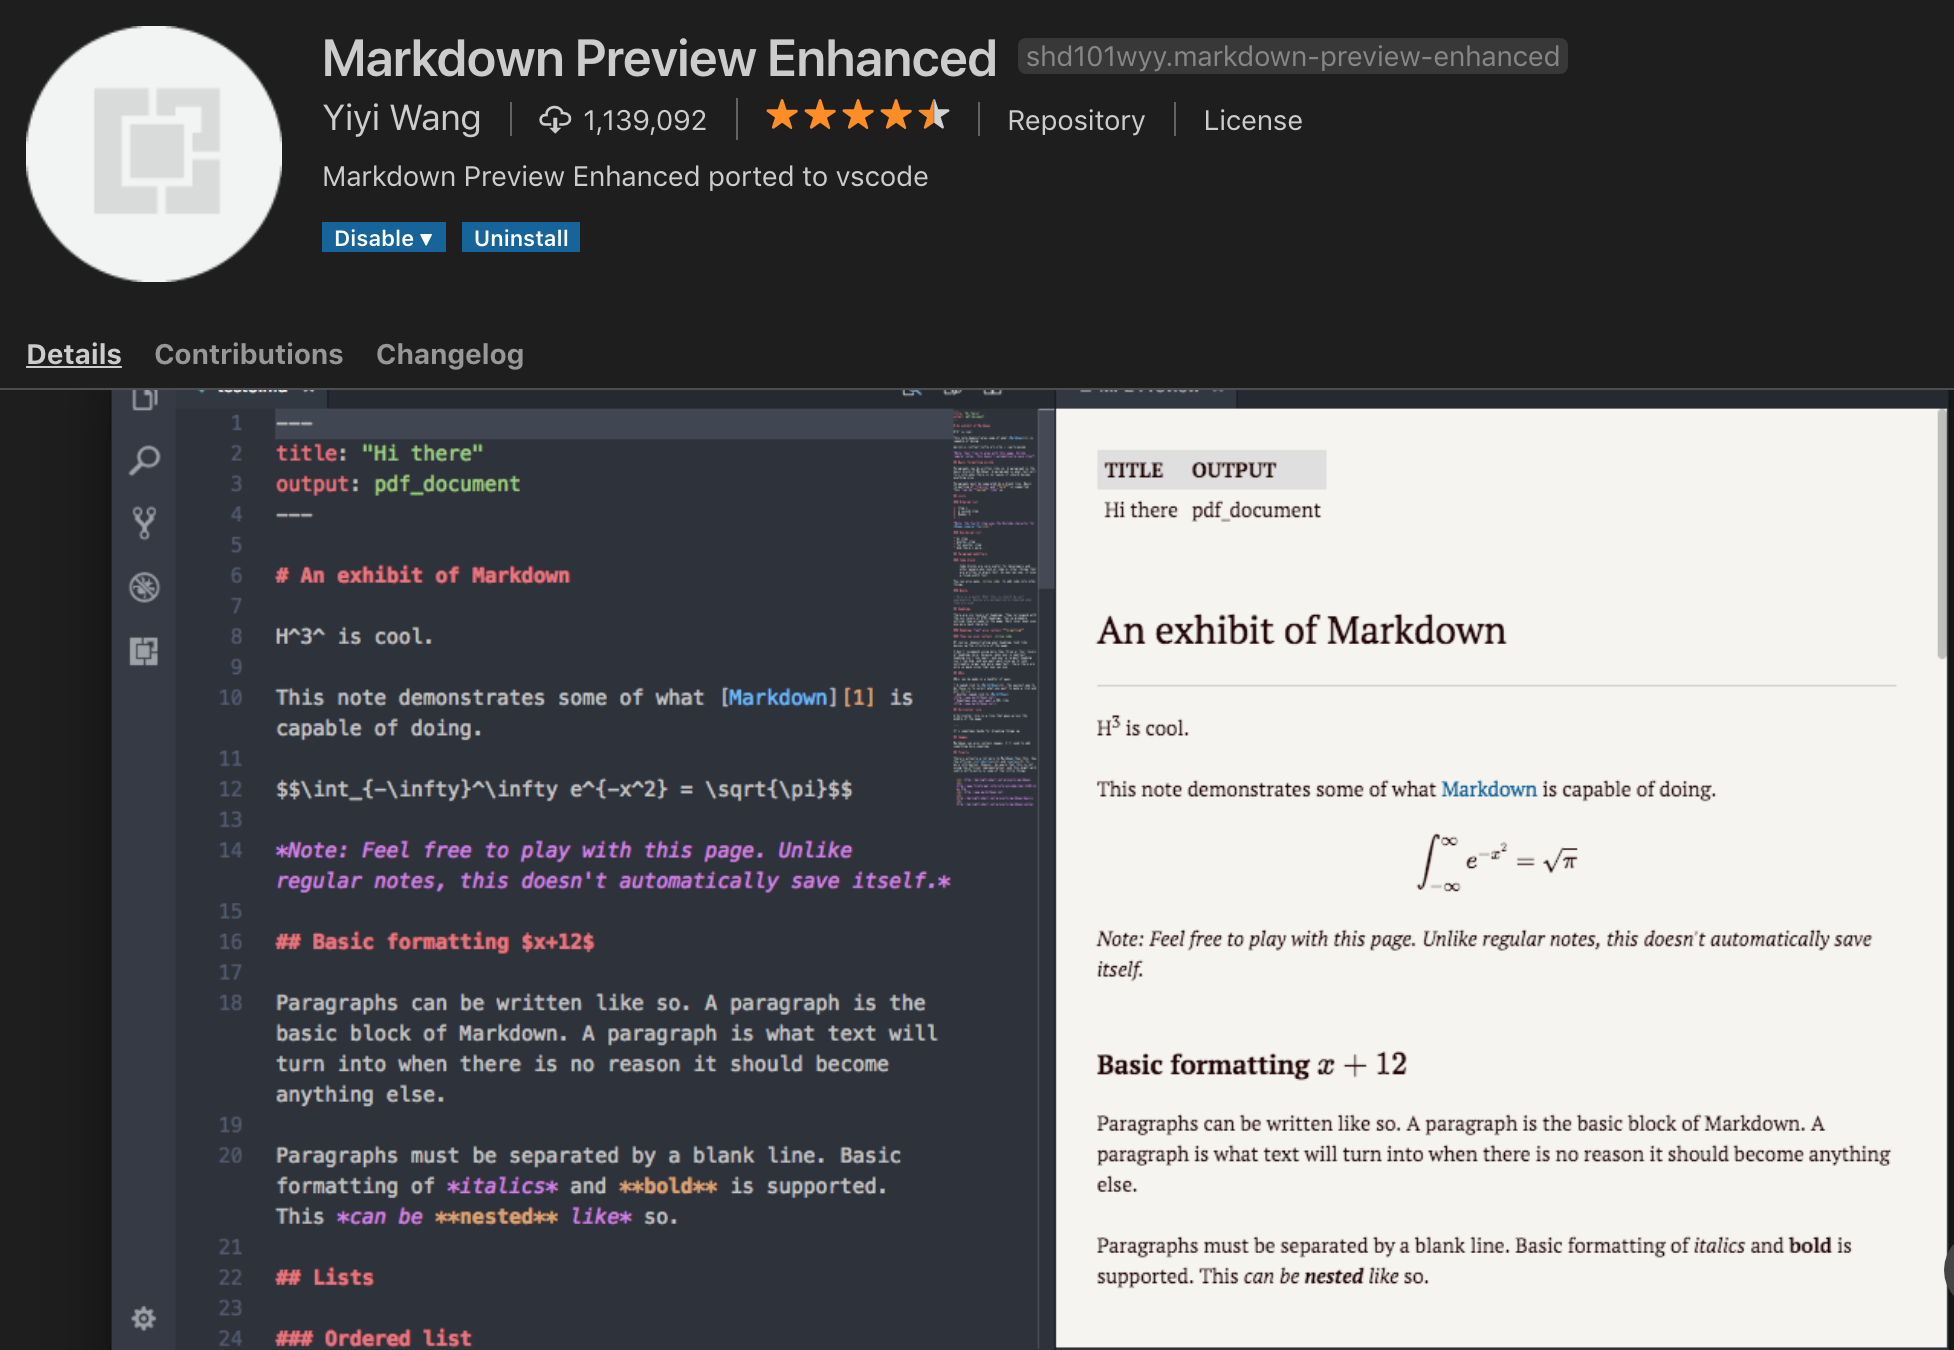 Markdown Preview Enhanced shd101wyy.markdown-preview-enhanced
Yiyi Wang 1,139,092 Repository License
Markdown Preview Enhanced ported to vscode
Disable ▾ Uninstall
Details Contributions Changelog
1 ---
2 title: "Hi there"
3 output: pdf_document
4 ---
5
6 # An exhibit of Markdown
7
8 H^3^ is cool.
9
10 This note demonstrates some of what [Markdown][1] is
capable of doing.
11
12 $$\int_{-\infty}^\infty e^{-x^2} = \sqrt{\pi}$$
13
14 *Note: Feel free to play with this page. Unlike
regular notes, this doesn't automatically save itself.*
15
16 ## Basic formatting $x+12$
17
18 Paragraphs can be written like so. A paragraph is the
basic block of Markdown. A paragraph is what text will
turn into when there is no reason it should become
anything else.
19
20 Paragraphs must be separated by a blank line. Basic
formatting of *italics* and **bold** is supported.
This *can be **nested** like* so.
21
22 ## Lists
23
24 ### Ordered list
TITLE OUTPUT
Hi there pdf_document
An exhibit of Markdown
H³ is cool.
This note demonstrates some of what Markdown is capable of doing.
∫_{-∞}^{∞} e^{-x^2} = √π
Note: Feel free to play with this page. Unlike regular notes, this doesn't automatically save
itself.
Basic formatting x + 12
Paragraphs can be written like so. A paragraph is the basic block of Markdown. A
paragraph is what text will turn into when there is no reason it should become anything
else.
Paragraphs must be separated by a blank line. Basic formatting of italics and bold is
supported. This can be nested like so.